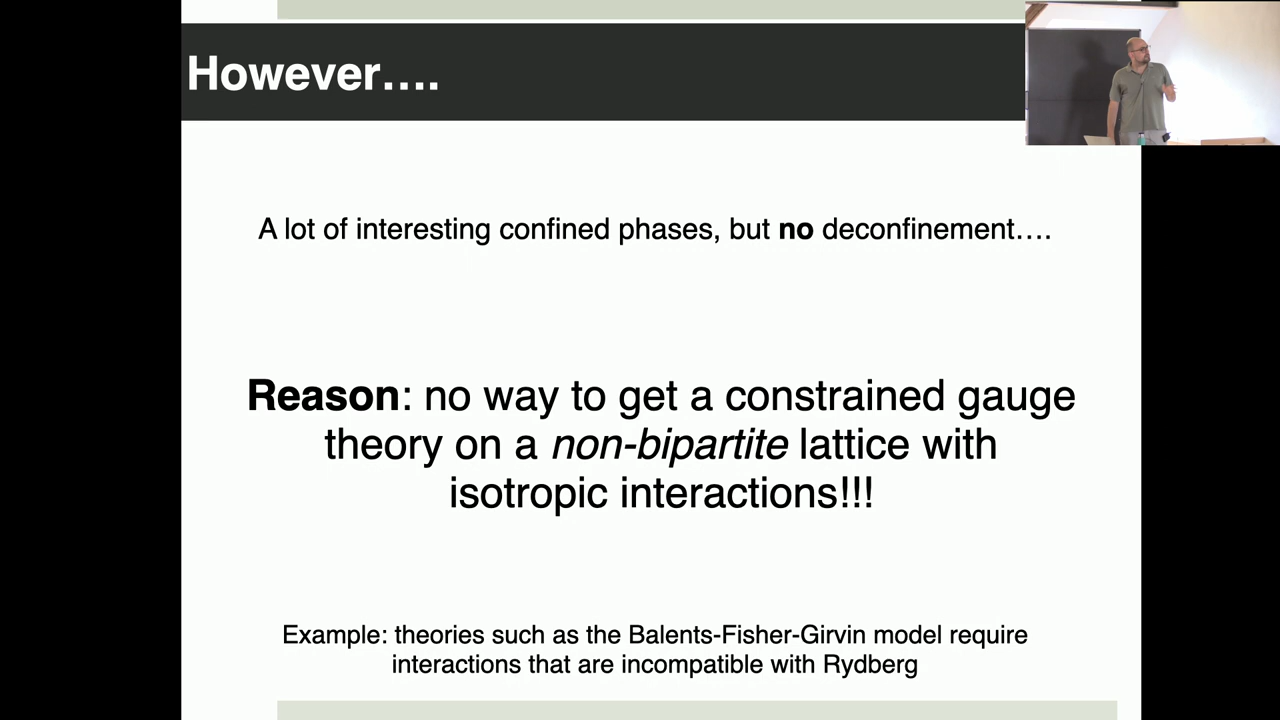 However....
A lot of interesting confined phases, but no deconfinement....
Reason: no way to get a constrained gauge
theory on a non-bipartite lattice with
isotropic interactions!!!
Example: theories such as the Balents-Fisher-Girvin model require
interactions that are incompatible with Rydberg